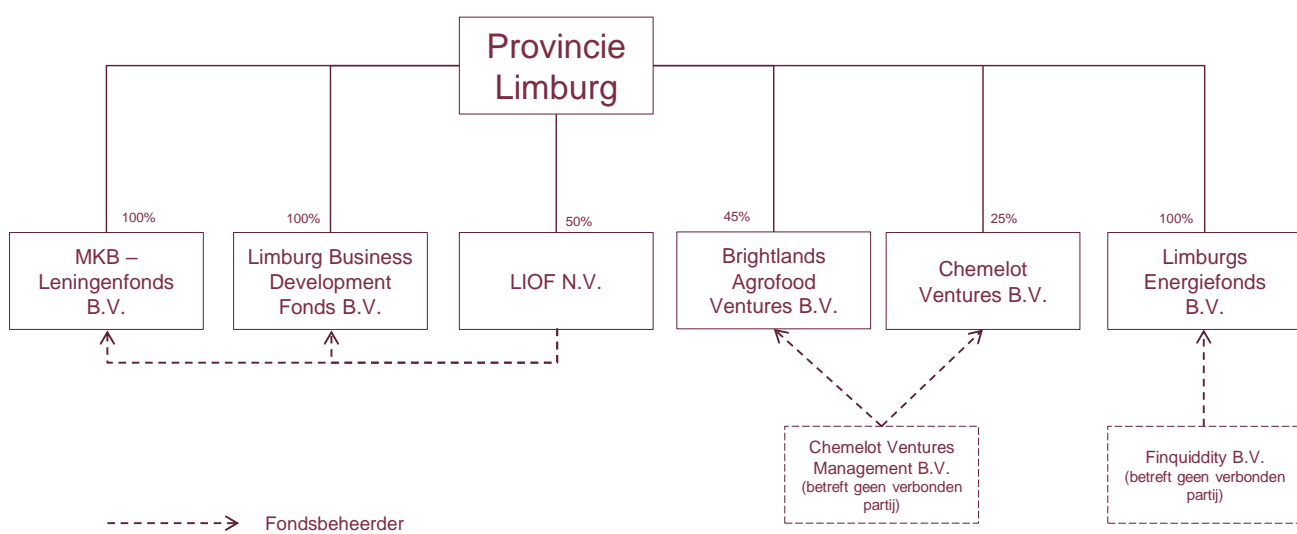 Provincie
Limburg
100%
100%
50%
45%
25%
100%
MKB –
Leningenfonds
B.V.
Limburg Business
Development
Fonds B.V.
LIOF N.V.
Brightlands
Agrofood
Ventures B.V.
Chemelot
Ventures B.V.
Limburgs
Energiefonds
B.V.
Chemelot Ventures
Management B.V.
(betreft geen verbonden
partij)
Finquiddity B.V.
(betreft geen verbonden
partij)
Fondsbeheerder